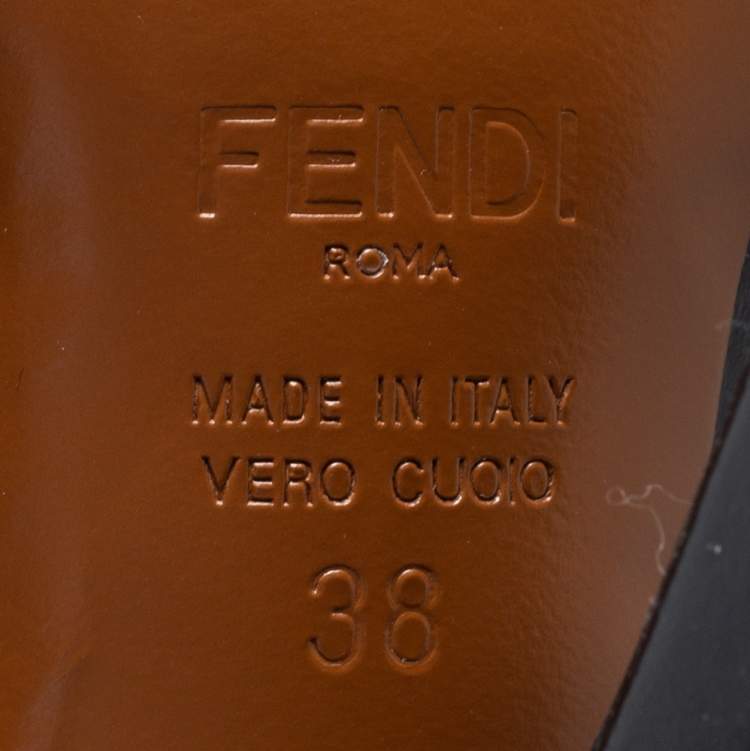 FENDI
ROMA
MADE IN ITALY
VERO CUOIO
38